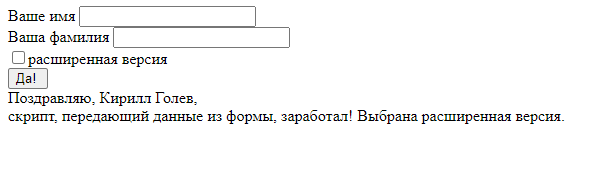 Ваше имя
Ваша фамилия
расширенная версия
Да!
Поздравляю, Кирилл Голев,
скрипт, передающий данные из формы, заработал! Выбрана расширенная версия.